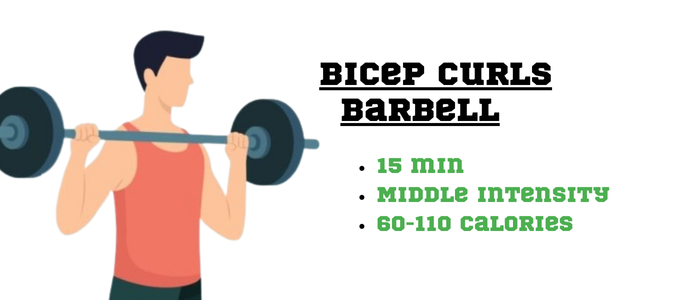 BICEP CURLS
BARBELL
15 MIN
MIDDLE INTENSITY
60-110 CALORIES